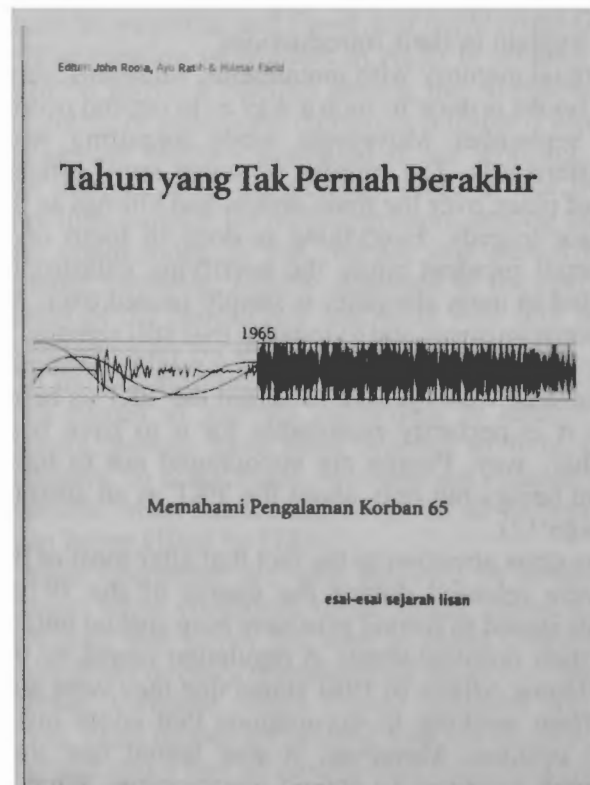 Editor: John Roosa, Ayu Ratih & Hilmar Farid
Tahun yang Tak Pernah Berakhir
1965
Memahami Pengalaman Korban 65
esai-esai sejarah lisan